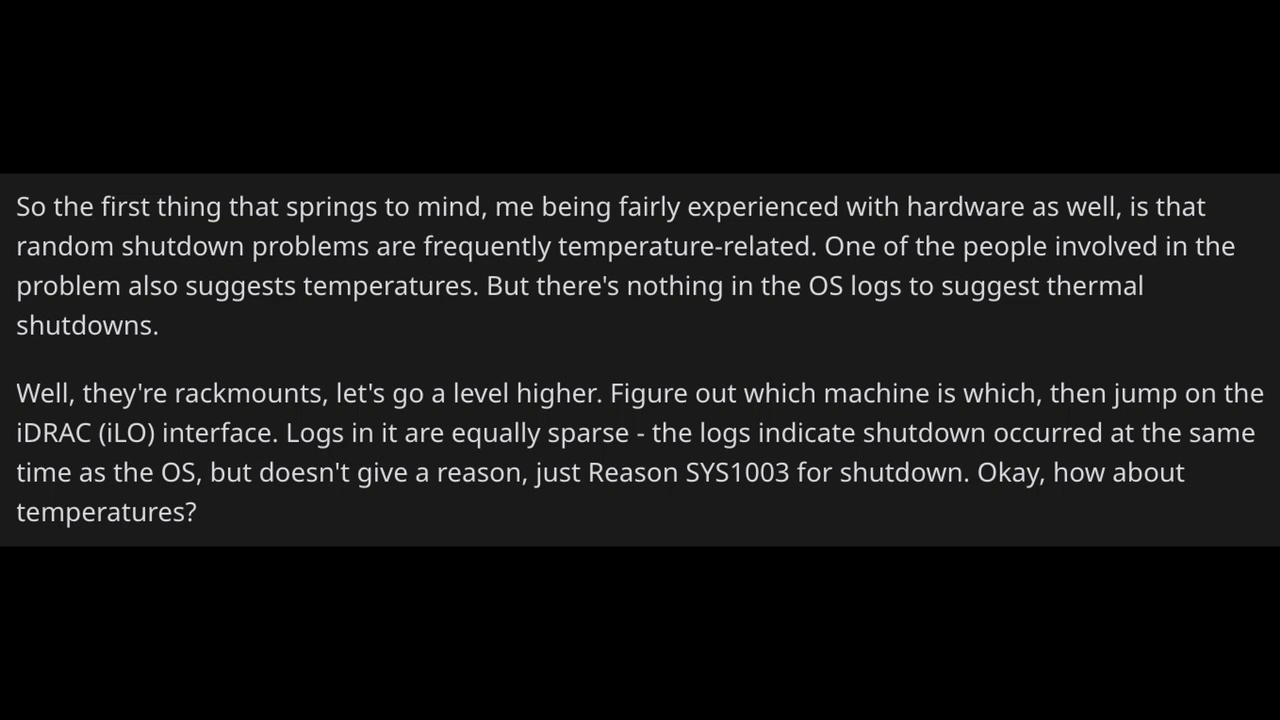 So the first thing that springs to mind, me being fairly experienced with hardware as well, is that
random shutdown problems are frequently temperature-related. One of the people involved in the
problem also suggests temperatures. But there's nothing in the OS logs to suggest thermal
shutdowns.
Well, they're rackmounts, let's go a level higher. Figure out which machine is which, then jump on the
iDRAC (iLO) interface. Logs in it are equally sparse - the logs indicate shutdown occurred at the same
time as the OS, but doesn't give a reason, just Reason SYS1003 for shutdown. Okay, how about
temperatures?